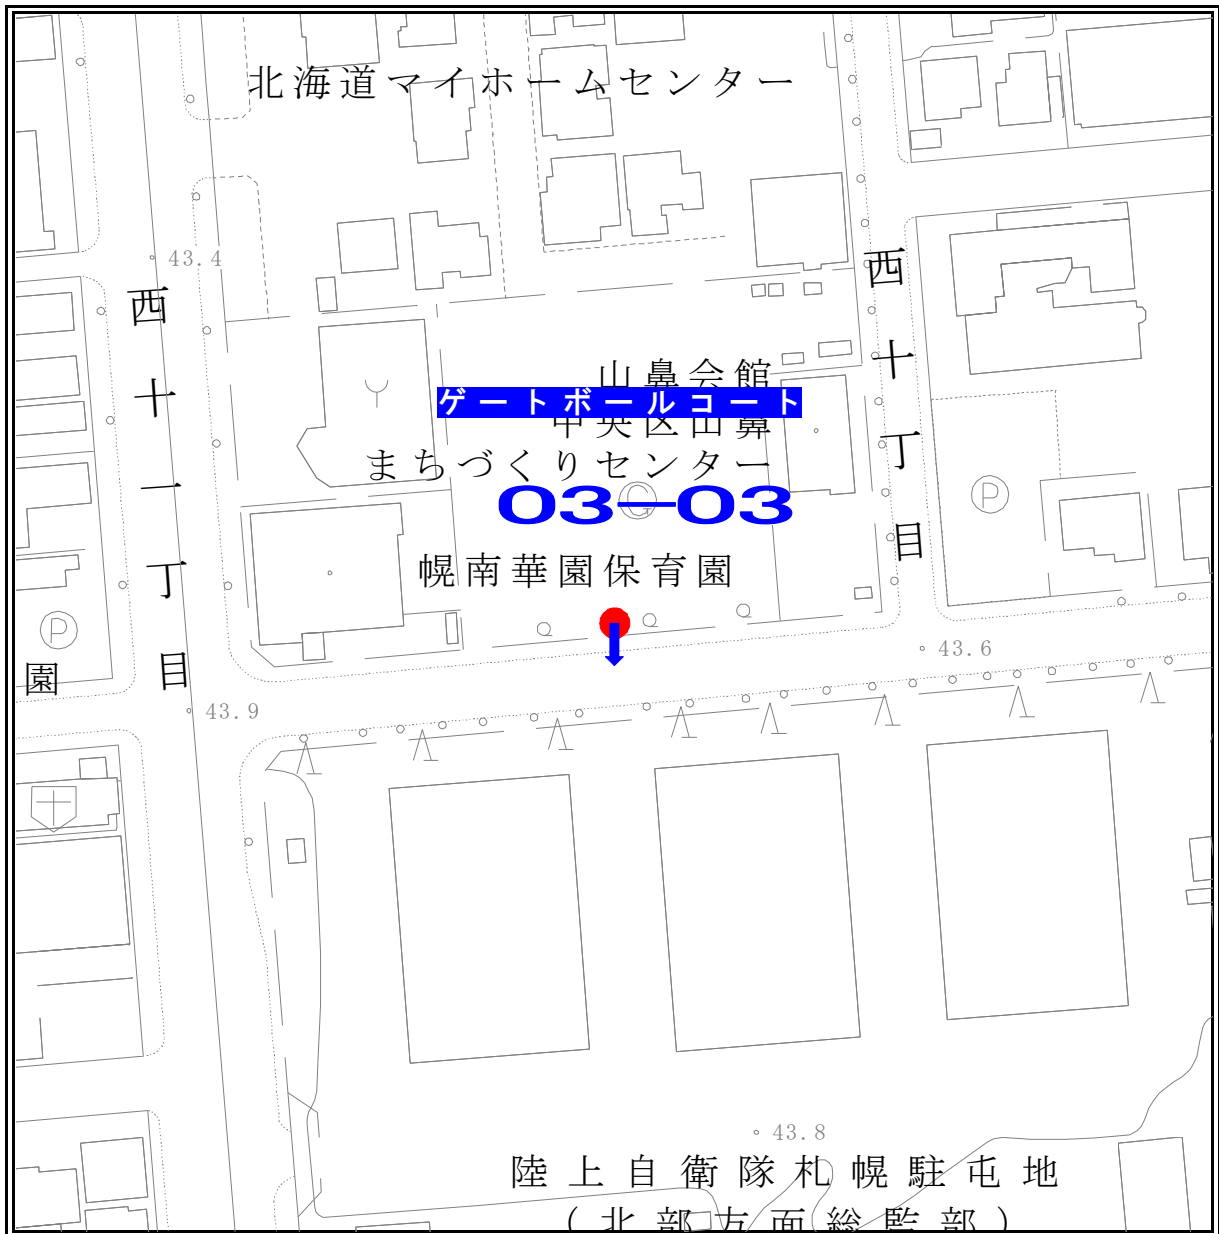 北海道マイホームセンター
43.4
西十一丁目
西十丁目
山鼻会館
ゲートボールコート
中央区山鼻
まちづくりセンター
03-03
G
P
幌南華園保育園
P
園
43.6
43.9
43.8
陸上自衛隊札幌駐屯地
(北部方面総監部)